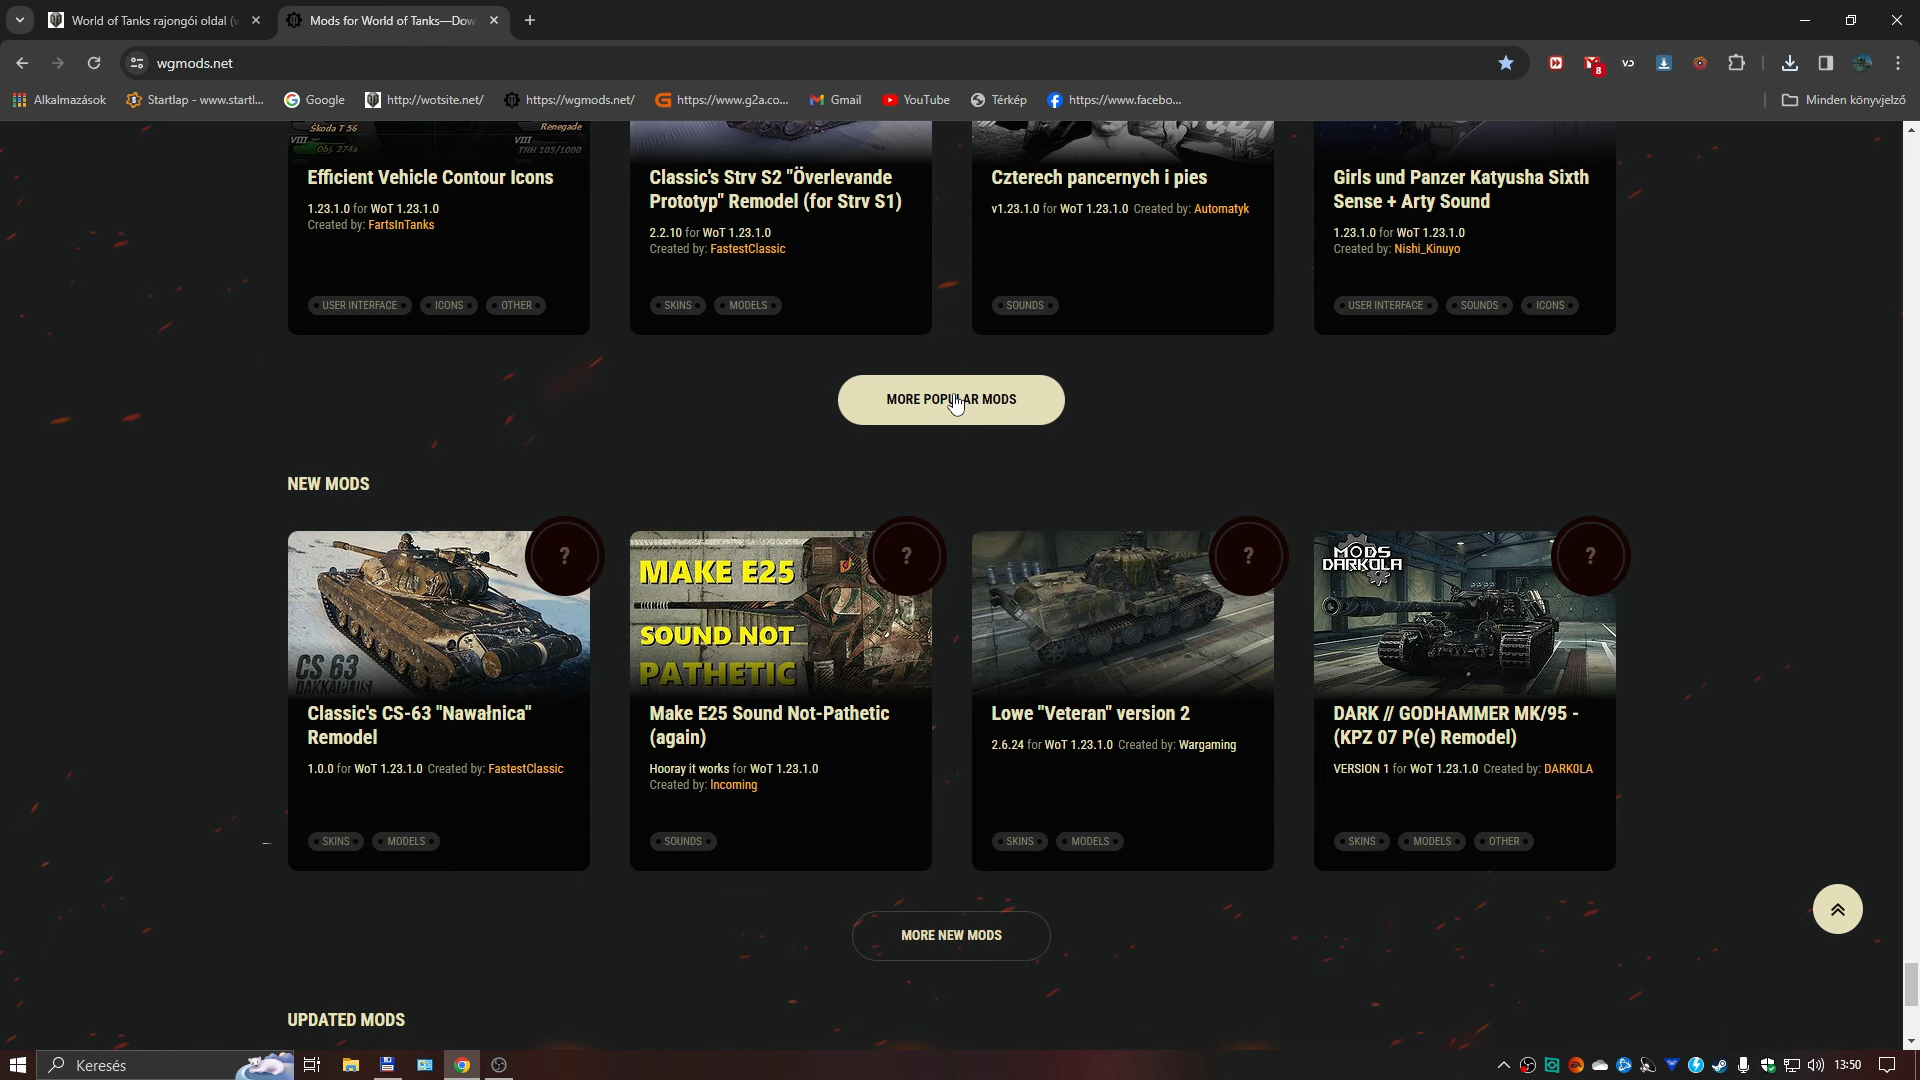 World of Tanks rajongói oldal (w
Mods for World of Tanks—Dow
wgmods.net
8
Alkalmazások
Startlap - www.startl...
Google
http://wotsite.net/
https://wgmods.net/
https://www.g2a.co...
Gmail
YouTube
Térkép
https://www.facebo...
Minden könyvjelző
Škoda T 56
Renegade
VIII
Obj. 274a
VIII
TNH 105/1000
Efficient Vehicle Contour Icons
1.23.1.0 for WoT 1.23.1.0
Created by: FartsInTanks
USER INTERFACE
ICONS
OTHER
Classic's Strv S2 "Överlevande
Prototyp" Remodel (for Strv S1)
2.2.10 for WoT 1.23.1.0
Created by: FastestClassic
SKINS
MODELS
Czterech pancernych i pies
v1.23.1.0 for WoT 1.23.1.0 Created by: Automatyk
SOUNDS
Girls und Panzer Katyusha Sixth
Sense + Arty Sound
1.23.1.0 for WoT 1.23.1.0
Created by: Nishi_Kinuyo
USER INTERFACE
SOUNDS
ICONS
MORE POPULAR MODS
NEW MODS
?
CS 63
DAKKAPLUS
Classic's CS-63 "Nawałnica"
Remodel
1.0.0 for WoT 1.23.1.0 Created by: FastestClassic
SKINS
MODELS
?
MAKE E25
SOUND NOT
PATHETIC
Make E25 Sound Not-Pathetic
(again)
Hooray it works for WoT 1.23.1.0
Created by: Incoming
SOUNDS
?
Lowe "Veteran" version 2
2.6.24 for WoT 1.23.1.0 Created by: Wargaming
SKINS
MODELS
?
MODS
DARKOLA
DARK // GODHAMMER MK/95 -
(KPZ 07 P(e) Remodel)
VERSION 1 for WoT 1.23.1.0 Created by: DARK0LA
SKINS
MODELS
OTHER
MORE NEW MODS
UPDATED MODS
Keresés
13:50